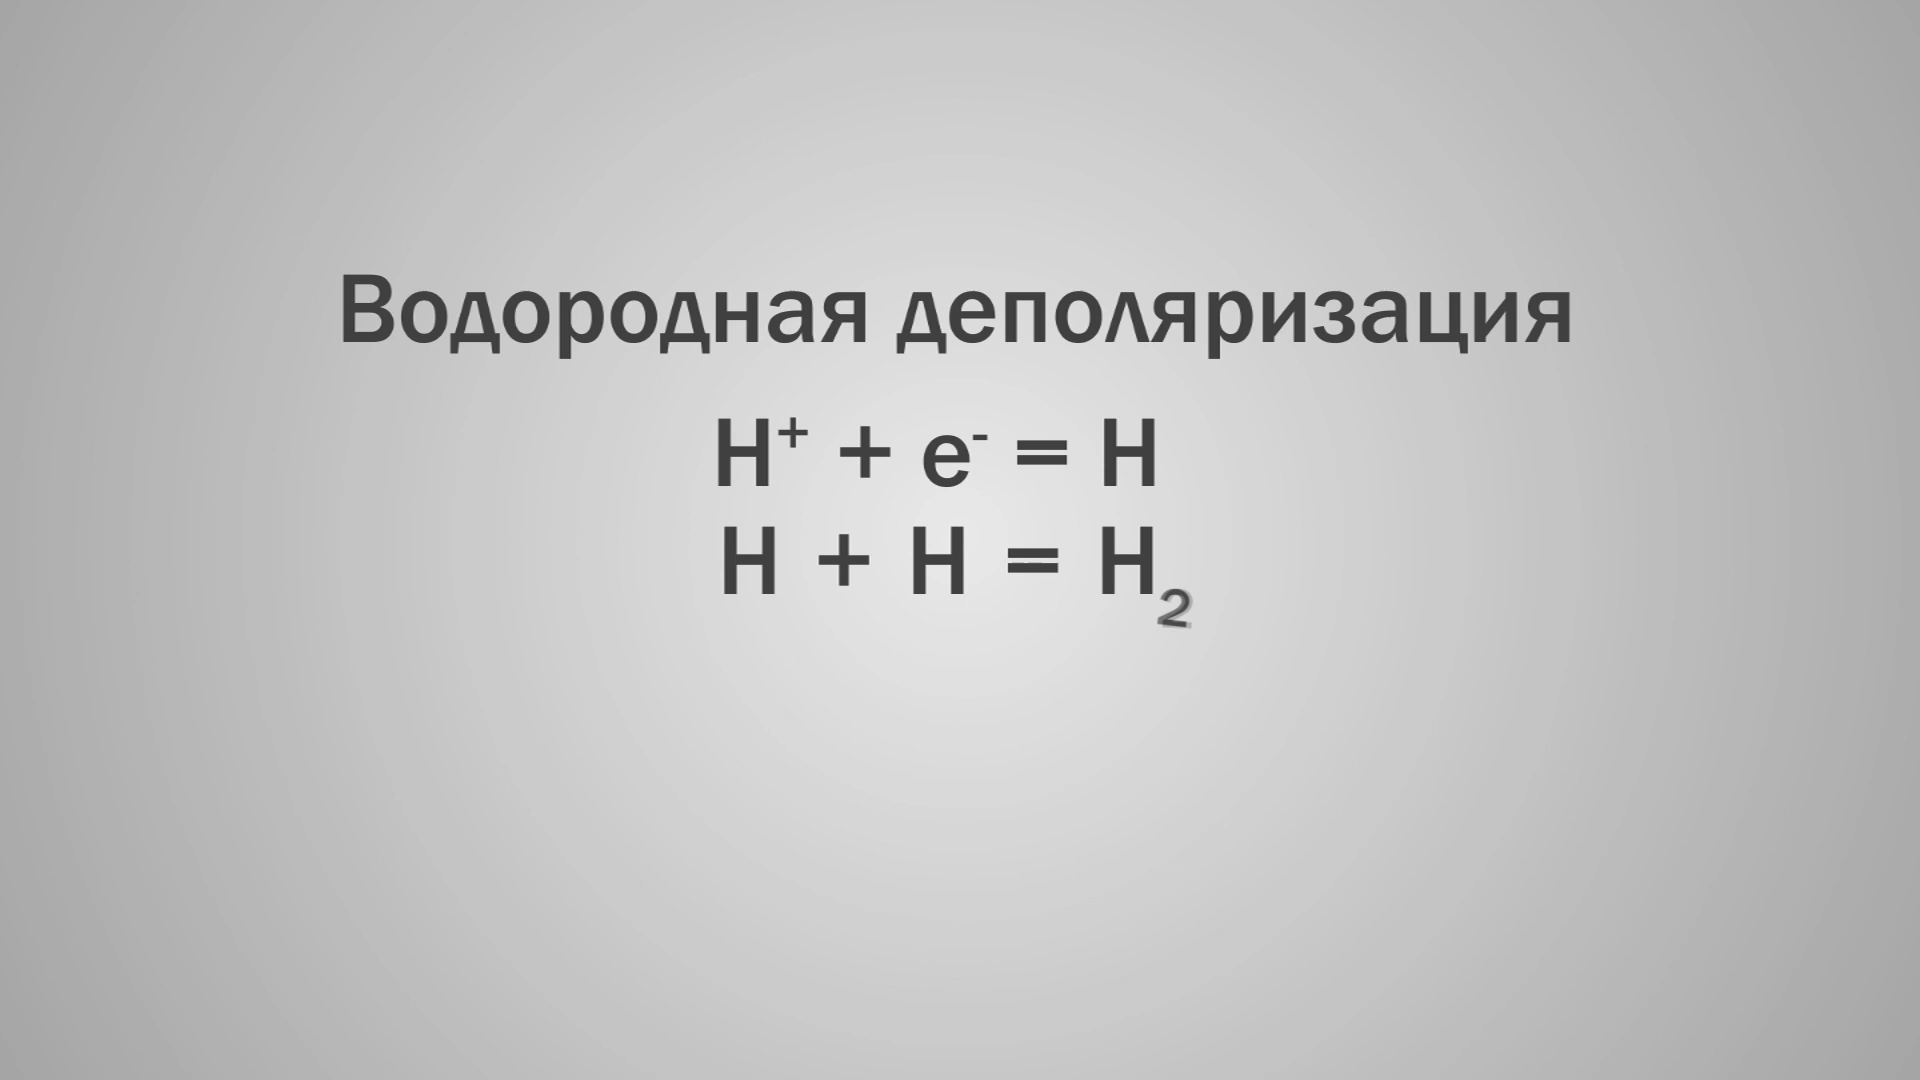 Водородная деполяризация
H⁺ + e⁻ = H
H + H = H₂